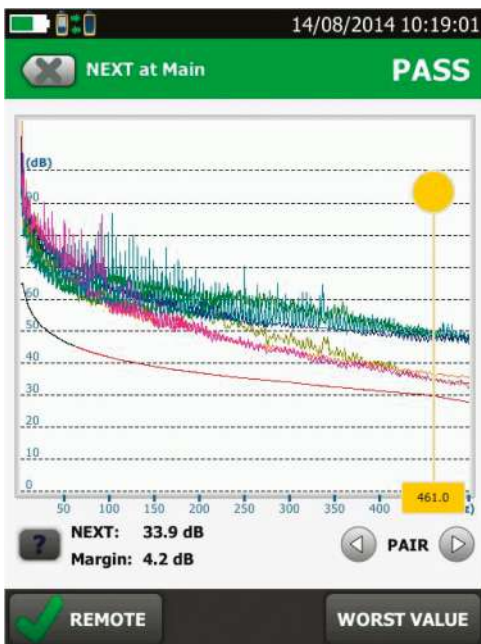 14/08/2014 10:19:01
NEXT at Main
PASS
(dB)
90
60
50
40
30
20
10
0
50 100 150 200 250 300 350 400 461.0
?
NEXT: 33.9 dB
Margin: 4.2 dB
PAIR
REMOTE
WORST VALUE